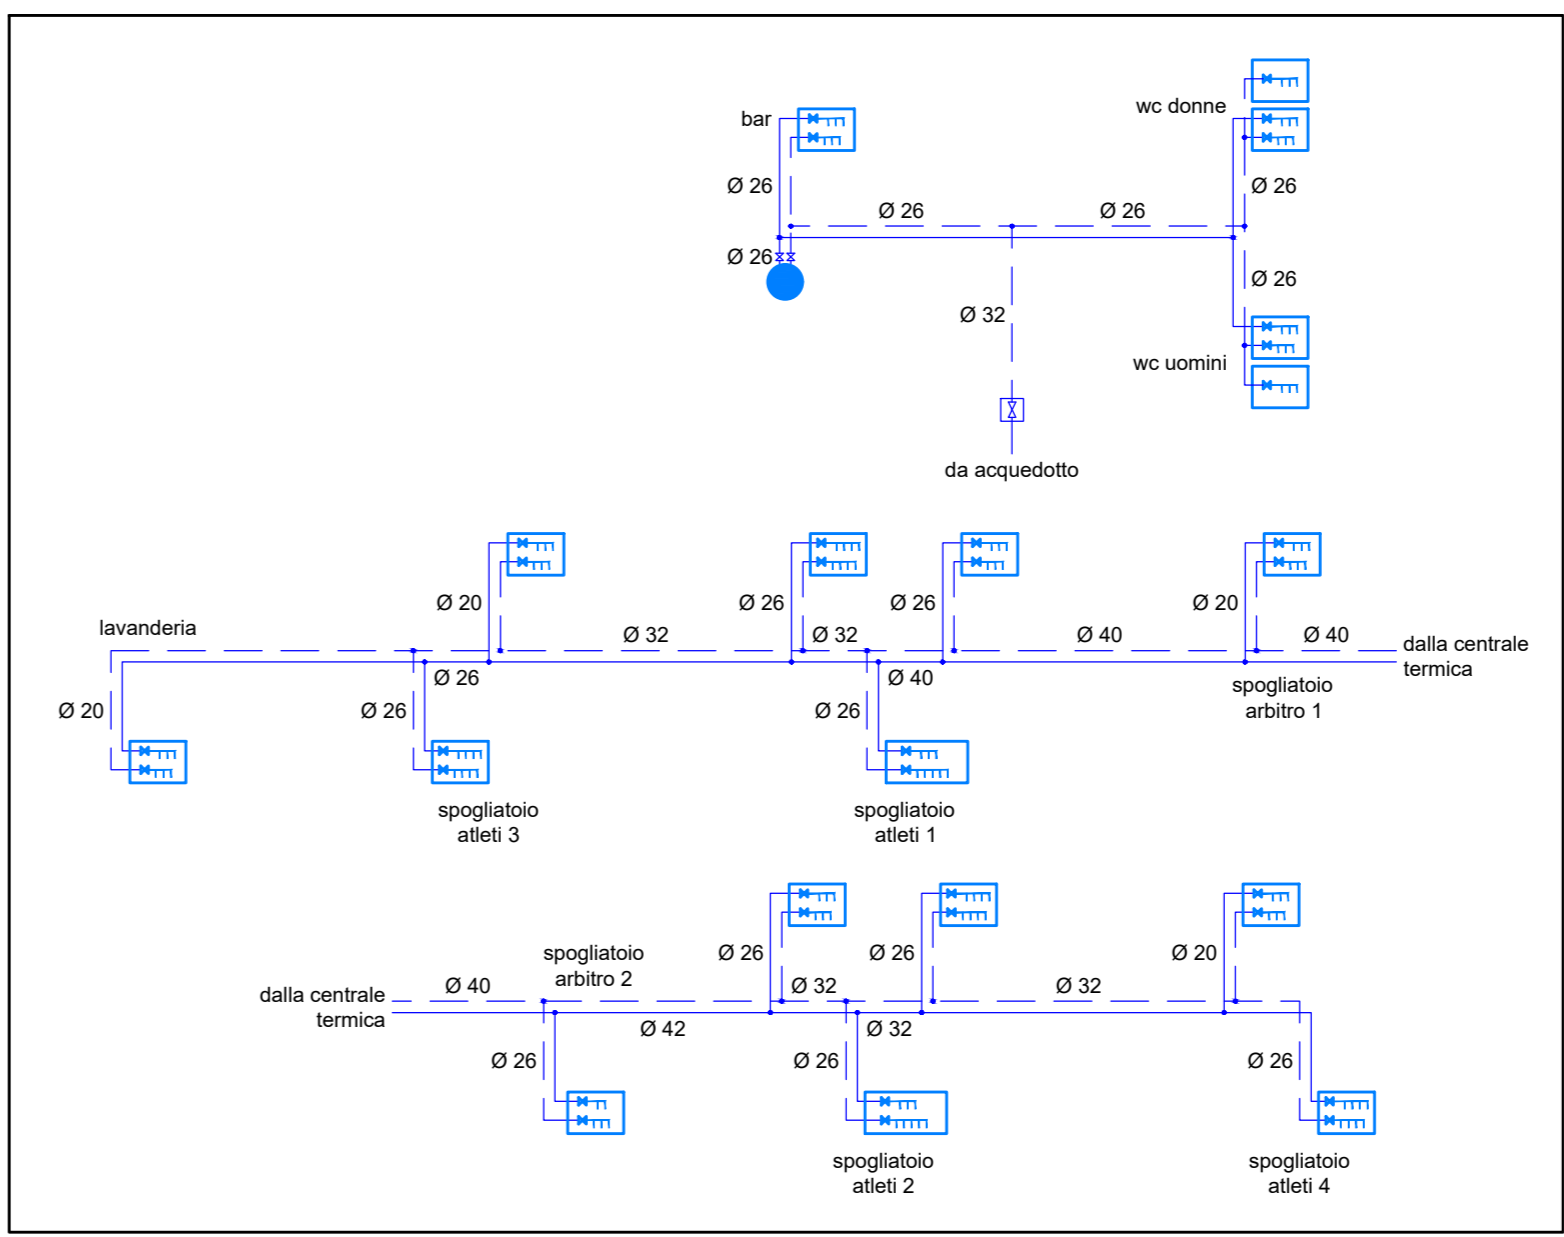 wc donne
bar
Ø 26
Ø 26
Ø 26
Ø 26
Ø 26
Ø 26
Ø 32
wc uomini
da acquedotto
Ø 20
Ø 26
Ø 26
Ø 20
lavanderia
Ø 32
Ø 32
Ø 40
Ø 40
dalla centrale
termica
Ø 26
Ø 40
spogliatoio
arbitro 1
Ø 20
Ø 26
Ø 26
spogliatoio
atleti 3
spogliatoio
atleti 1
Ø 26
Ø 26
Ø 20
spogliatoio
arbitro 2
dalla centrale
termica
Ø 40
Ø 32
Ø 32
Ø 42
Ø 32
Ø 26
Ø 26
Ø 26
spogliatoio
atleti 2
spogliatoio
atleti 4